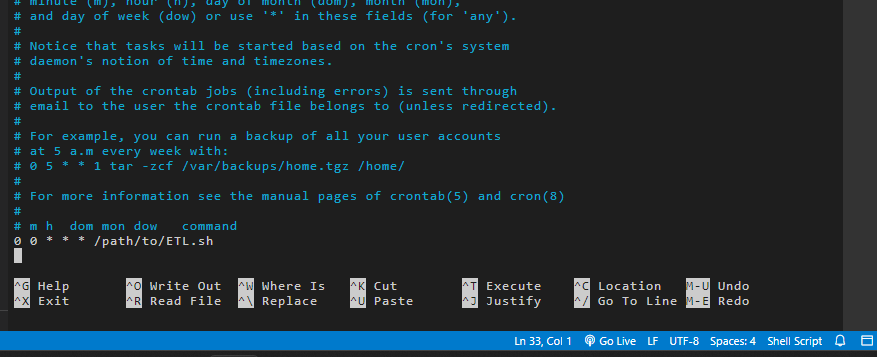 # minute (m), hour (h), day of month (dom), month (mon),
# and day of week (dow) or use '*' in these fields (for 'any').
#
# Notice that tasks will be started based on the cron's system
# daemon's notion of time and timezones.
#
# Output of the crontab jobs (including errors) is sent through
# email to the user the crontab file belongs to (unless redirected).
#
# For example, you can run a backup of all your user accounts
# at 5 a.m every week with:
# 0 5 * * 1 tar -zcf /var/backups/home.tgz /home/
#
# For more information see the manual pages of crontab(5) and cron(8)
#
# m h  dom mon dow   command
0 0 * * * /path/to/ETL.sh
^G Help ^O Write Out ^W Where Is ^K Cut ^T Execute ^C Location M-U Undo
^X Exit ^R Read File ^\ Replace ^U Paste ^J Justify ^/ Go To Line M-E Redo
Ln 33, Col 1 Go Live LF UTF-8 Spaces: 4 Shell Script